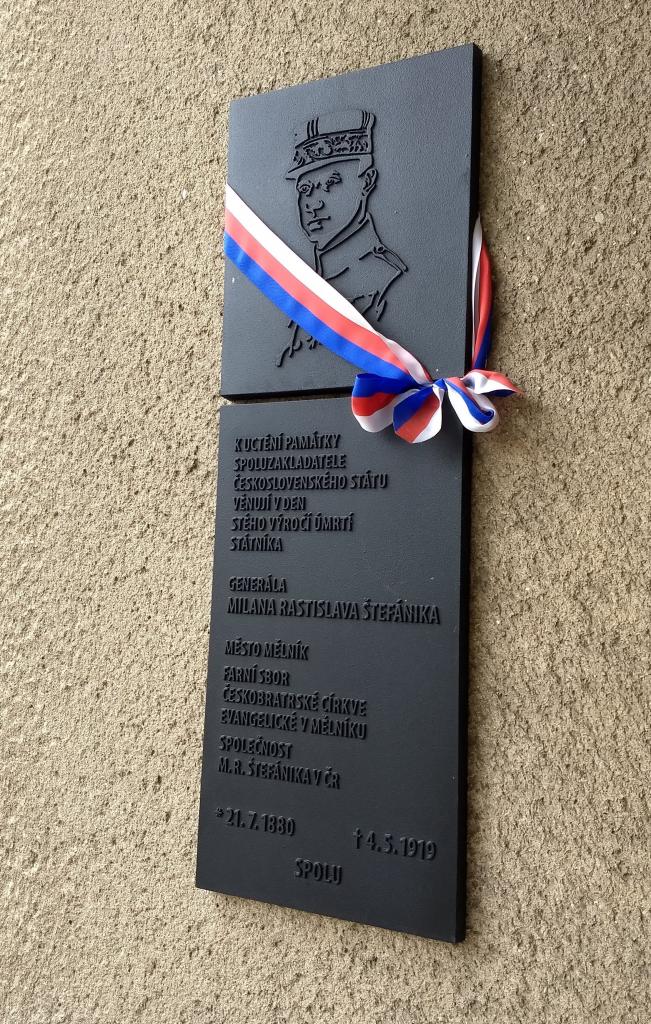 K UCTĚNÍ PAMÁTKY
SPOLUZAKLADATELE
ČESKOSLOVENSKÉHO STÁTU
VĚNUJÍ V DEN
STÉHO VÝROČÍ ÚMRTÍ
STÁTNÍKA
GENERÁLA
MILANA RASTISLAVA ŠTEFÁNIKA
MĚSTO MĚLNÍK
FARNÍ SBOR
ČESKOBRATRSKÉ CÍRKVE
EVANGELICKÉ V MĚLNÍKU
SPOLEČNOST
M. R. ŠTEFÁNIKA V ČR
* 21. 7. 1880
† 4. 5. 1919
SPOLU